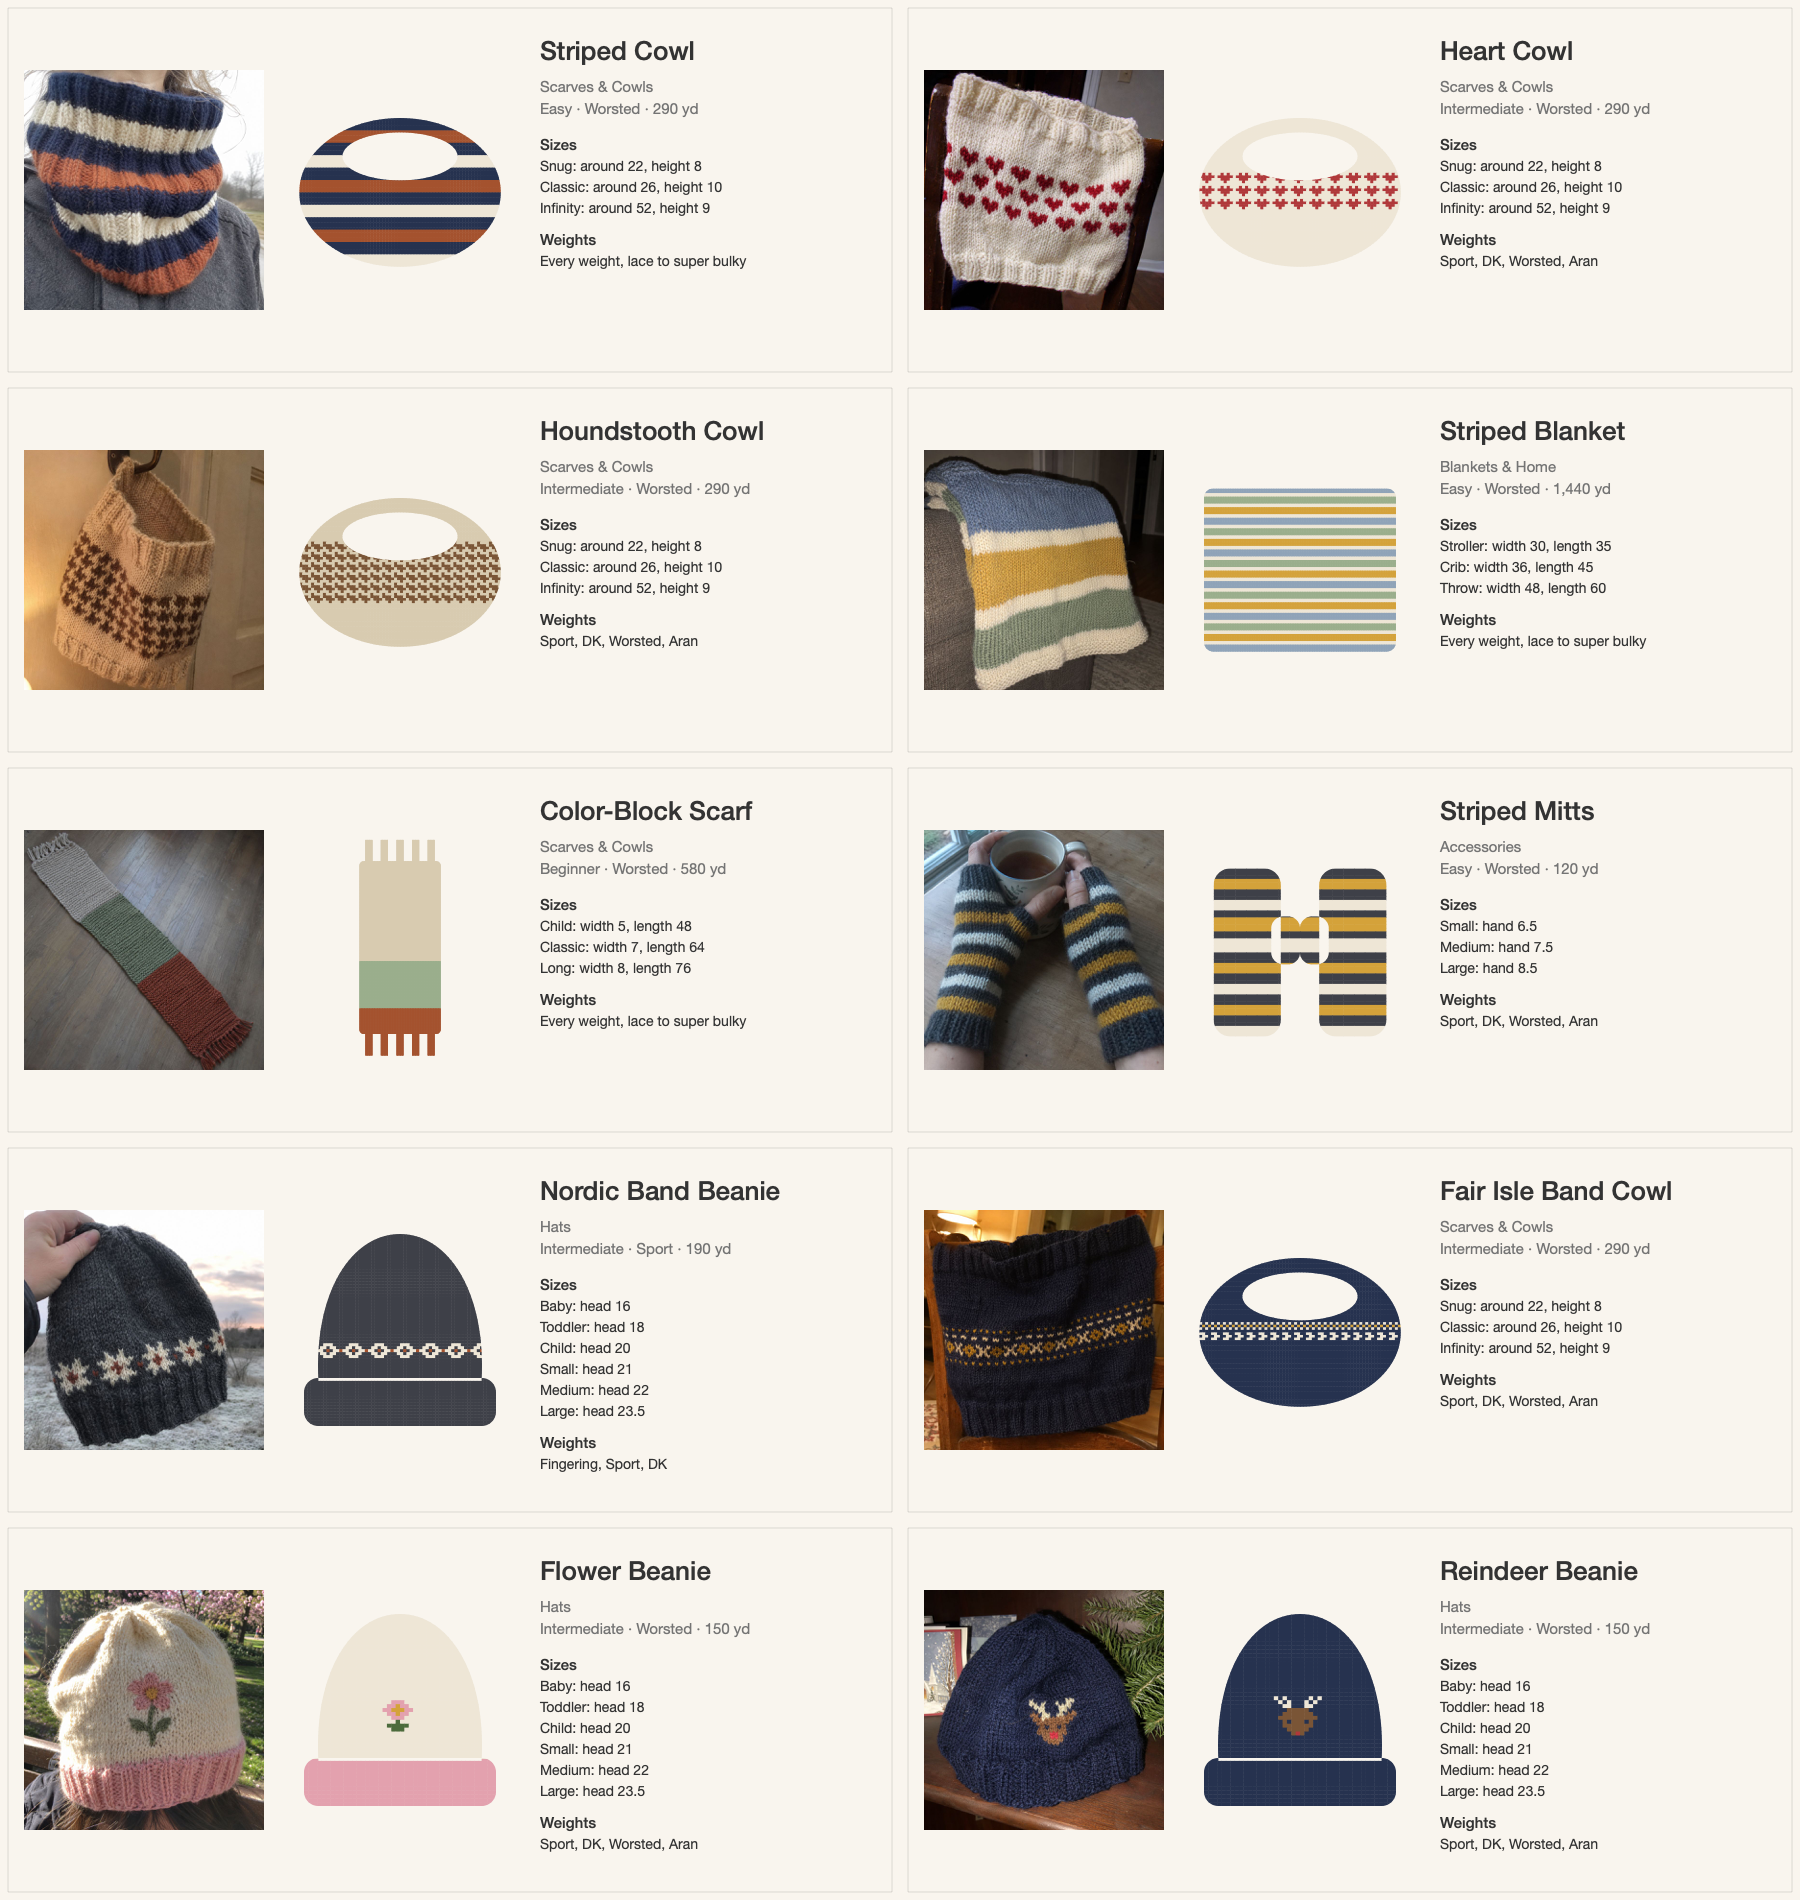 Striped Cowl
Scarves & Cowls
Easy · Worsted · 290 yd
Sizes
Snug: around 22, height 8
Classic: around 26, height 10
Infinity: around 52, height 9
Weights
Every weight, lace to super bulky
Heart Cowl
Scarves & Cowls
Intermediate · Worsted · 290 yd
Sizes
Snug: around 22, height 8
Classic: around 26, height 10
Infinity: around 52, height 9
Weights
Sport, DK, Worsted, Aran
Houndstooth Cowl
Scarves & Cowls
Intermediate · Worsted · 290 yd
Sizes
Snug: around 22, height 8
Classic: around 26, height 10
Infinity: around 52, height 9
Weights
Sport, DK, Worsted, Aran
Striped Blanket
Blankets & Home
Easy · Worsted · 1,440 yd
Sizes
Stroller: width 30, length 35
Crib: width 36, length 45
Throw: width 48, length 60
Weights
Every weight, lace to super bulky
Color-Block Scarf
Scarves & Cowls
Beginner · Worsted · 580 yd
Sizes
Child: width 5, length 48
Classic: width 7, length 64
Long: width 8, length 76
Weights
Every weight, lace to super bulky
Striped Mitts
Accessories
Easy · Worsted · 120 yd
Sizes
Small: hand 6.5
Medium: hand 7.5
Large: hand 8.5
Weights
Sport, DK, Worsted, Aran
Nordic Band Beanie
Hats
Intermediate · Sport · 190 yd
Sizes
Baby: head 16
Toddler: head 18
Child: head 20
Small: head 21
Medium: head 22
Large: head 23.5
Weights
Fingering, Sport, DK
Fair Isle Band Cowl
Scarves & Cowls
Intermediate · Worsted · 290 yd
Sizes
Snug: around 22, height 8
Classic: around 26, height 10
Infinity: around 52, height 9
Weights
Sport, DK, Worsted, Aran
Flower Beanie
Hats
Intermediate · Worsted · 150 yd
Sizes
Baby: head 16
Toddler: head 18
Child: head 20
Small: head 21
Medium: head 22
Large: head 23.5
Weights
Sport, DK, Worsted, Aran
Reindeer Beanie
Hats
Intermediate · Worsted · 150 yd
Sizes
Baby: head 16
Toddler: head 18
Child: head 20
Small: head 21
Medium: head 22
Large: head 23.5
Weights
Sport, DK, Worsted, Aran